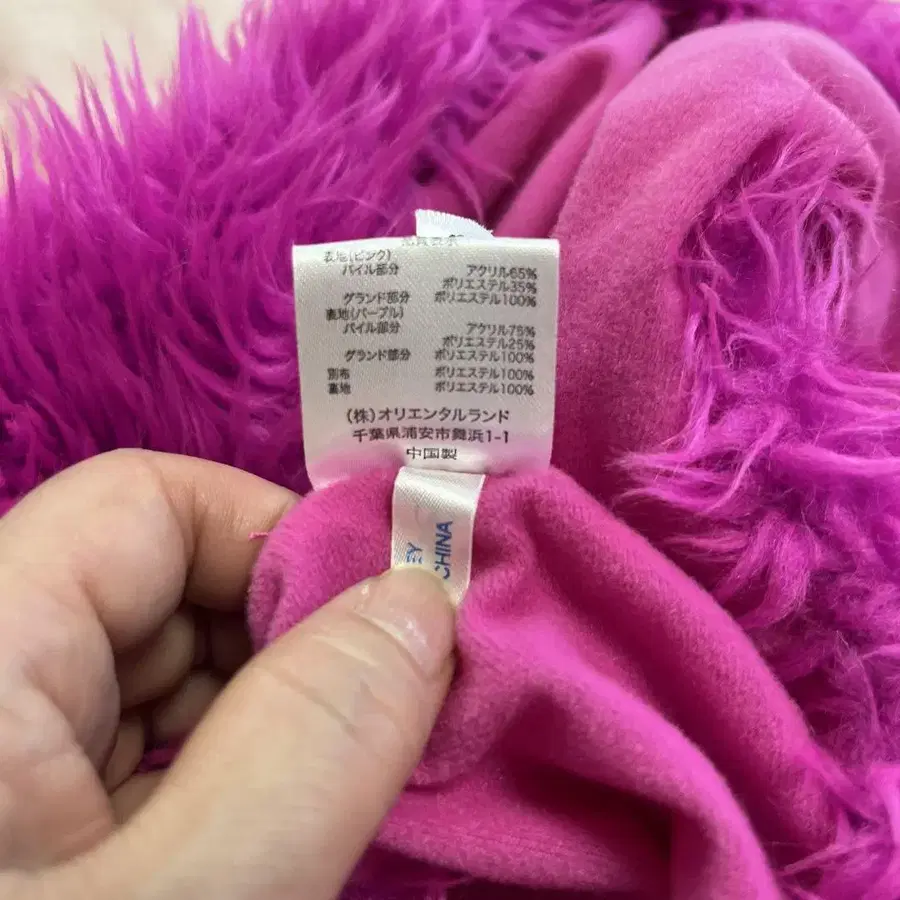 品質表示
表地(ピンク)
パイル部分 アクリル65%
ポリエステル35%
グランド部分 ポリエステル100%
裏地(パープル)
パイル部分 アクリル75%
ポリエステル25%
グランド部分 ポリエステル100%
別布 ポリエステル100%
裏地 ポリエステル100%
(株)オリエンタルランド
千葉県浦安市舞浜1-1
中国製
EY
CHINA